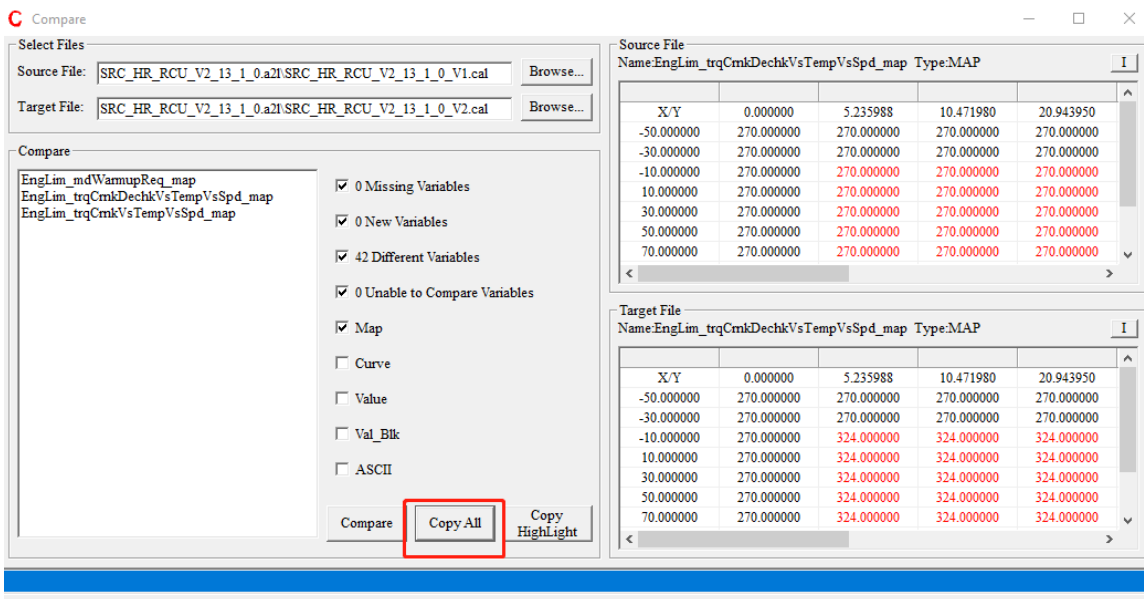 C Compare
Select Files
Source File: SRC_HR_RCU_V2_13_1_0.a2l\SRC_HR_RCU_V2_13_1_0_V1.cal Browse...
Target File: SRC_HR_RCU_V2_13_1_0.a2l\SRC_HR_RCU_V2_13_1_0_V2.cal Browse...
Compare
EngLim_mdWarmupReq_map
EngLim_trqCrnkDechkVsTempVsSpd_map
EngLim_trqCrnkVsTempVsSpd_map
0 Missing Variables
0 New Variables
42 Different Variables
0 Unable to Compare Variables
Map
Curve
Value
Val_Blk
ASCII
Compare Copy All Copy HighLight
Source File
Name:EngLim_trqCrnkDechkVsTempVsSpd_map Type:MAP I
X/Y 0.000000 5.235988 10.471980 20.943950
-50.000000 270.000000 270.000000 270.000000 270.000000
-30.000000 270.000000 270.000000 270.000000 270.000000
-10.000000 270.000000 270.000000 270.000000 270.000000
10.000000 270.000000 270.000000 270.000000 270.000000
30.000000 270.000000 270.000000 270.000000 270.000000
50.000000 270.000000 270.000000 270.000000 270.000000
70.000000 270.000000 270.000000 270.000000 270.000000
Target File
Name:EngLim_trqCrnkDechkVsTempVsSpd_map Type:MAP I
X/Y 0.000000 5.235988 10.471980 20.943950
-50.000000 270.000000 270.000000 270.000000 270.000000
-30.000000 270.000000 270.000000 270.000000 270.000000
-10.000000 270.000000 324.000000 324.000000 324.000000
10.000000 270.000000 324.000000 324.000000 324.000000
30.000000 270.000000 324.000000 324.000000 324.000000
50.000000 270.000000 324.000000 324.000000 324.000000
70.000000 270.000000 324.000000 324.000000 324.000000